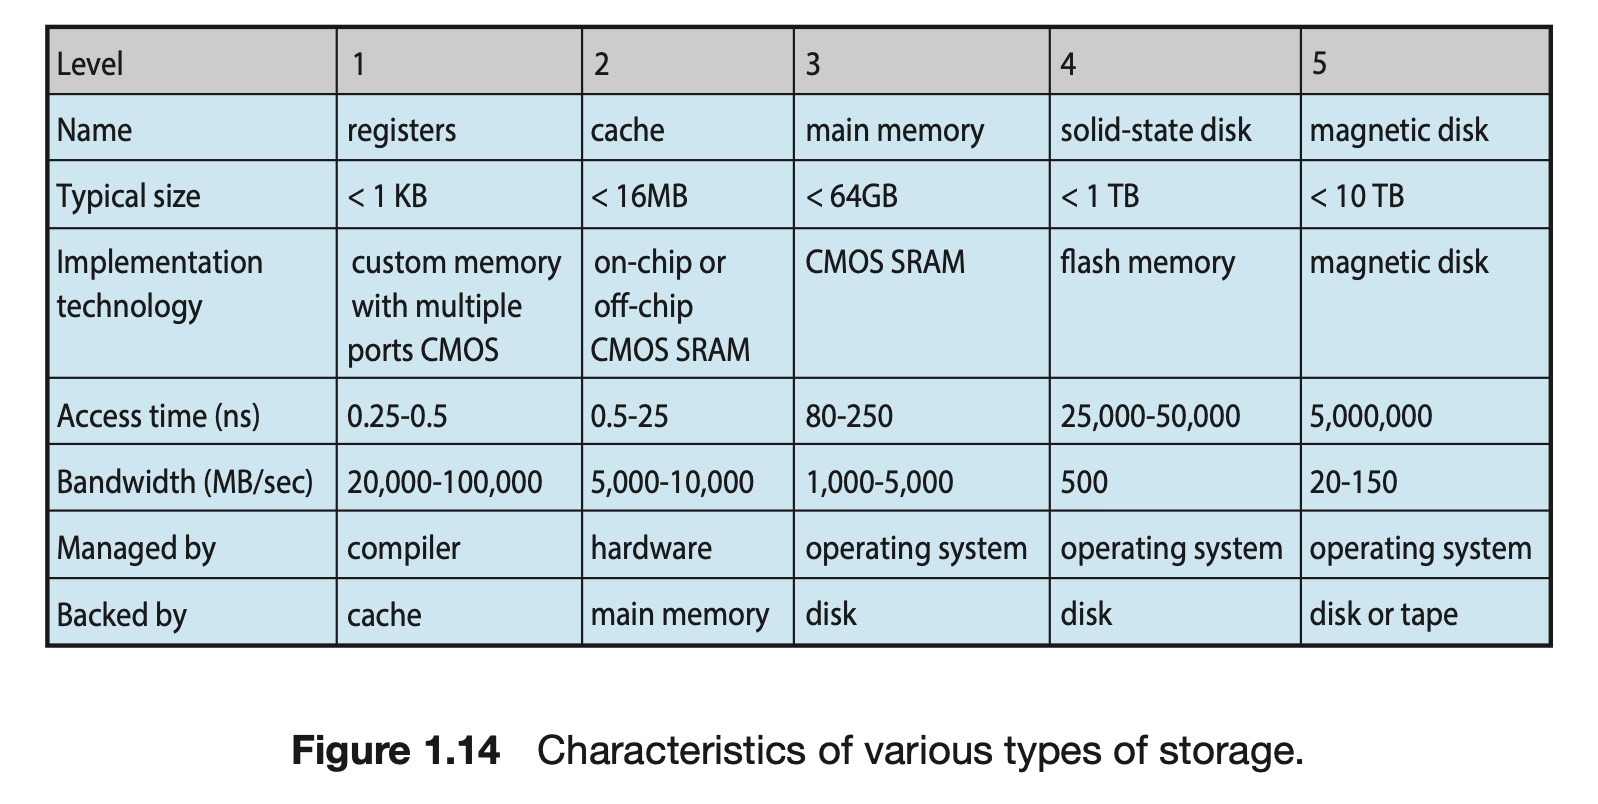 Level 1 2 3 4 5
Name registers cache main memory solid-state disk magnetic disk
Typical size < 1 KB < 16MB < 64GB < 1 TB < 10 TB
Implementation custom memory on-chip or CMOS SRAM flash memory magnetic disk
technology with multiple off-chip
ports CMOS CMOS SRAM
Access time (ns) 0.25-0.5 0.5-25 80-250 25,000-50,000 5,000,000
Bandwidth (MB/sec) 20,000-100,000 5,000-10,000 1,000-5,000 500 20-150
Managed by compiler hardware operating system operating system operating system
Backed by cache main memory disk disk disk or tape
Figure 1.14 Characteristics of various types of storage.